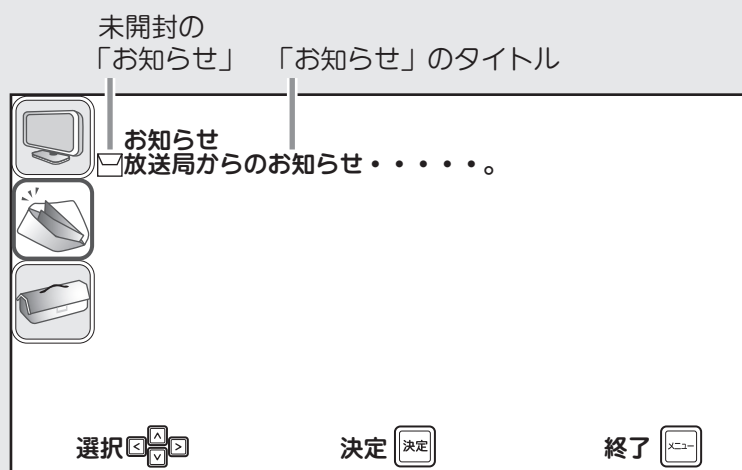 未開封の
「お知らせ」 「お知らせ」のタイトル
お知らせ
放送局からのお知らせ・・・・・。
選択 決定 決定 終了 メニュー